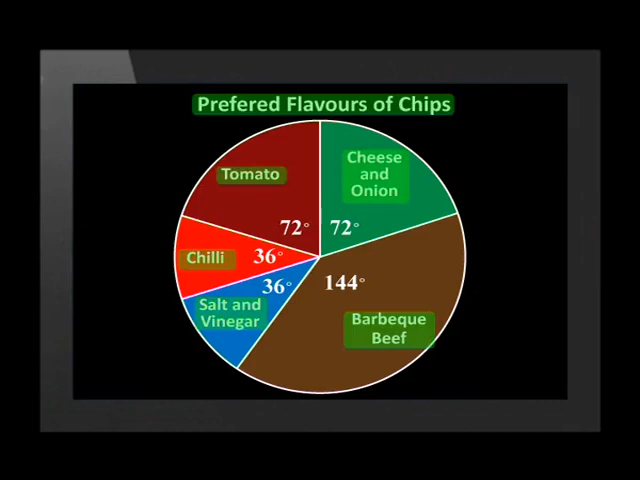 Prefered Flavours of Chips
Cheese
and
Onion
Tomato
72° 72°
Chilli
36°
36°
144°
Salt and
Vinegar
Barbeque
Beef